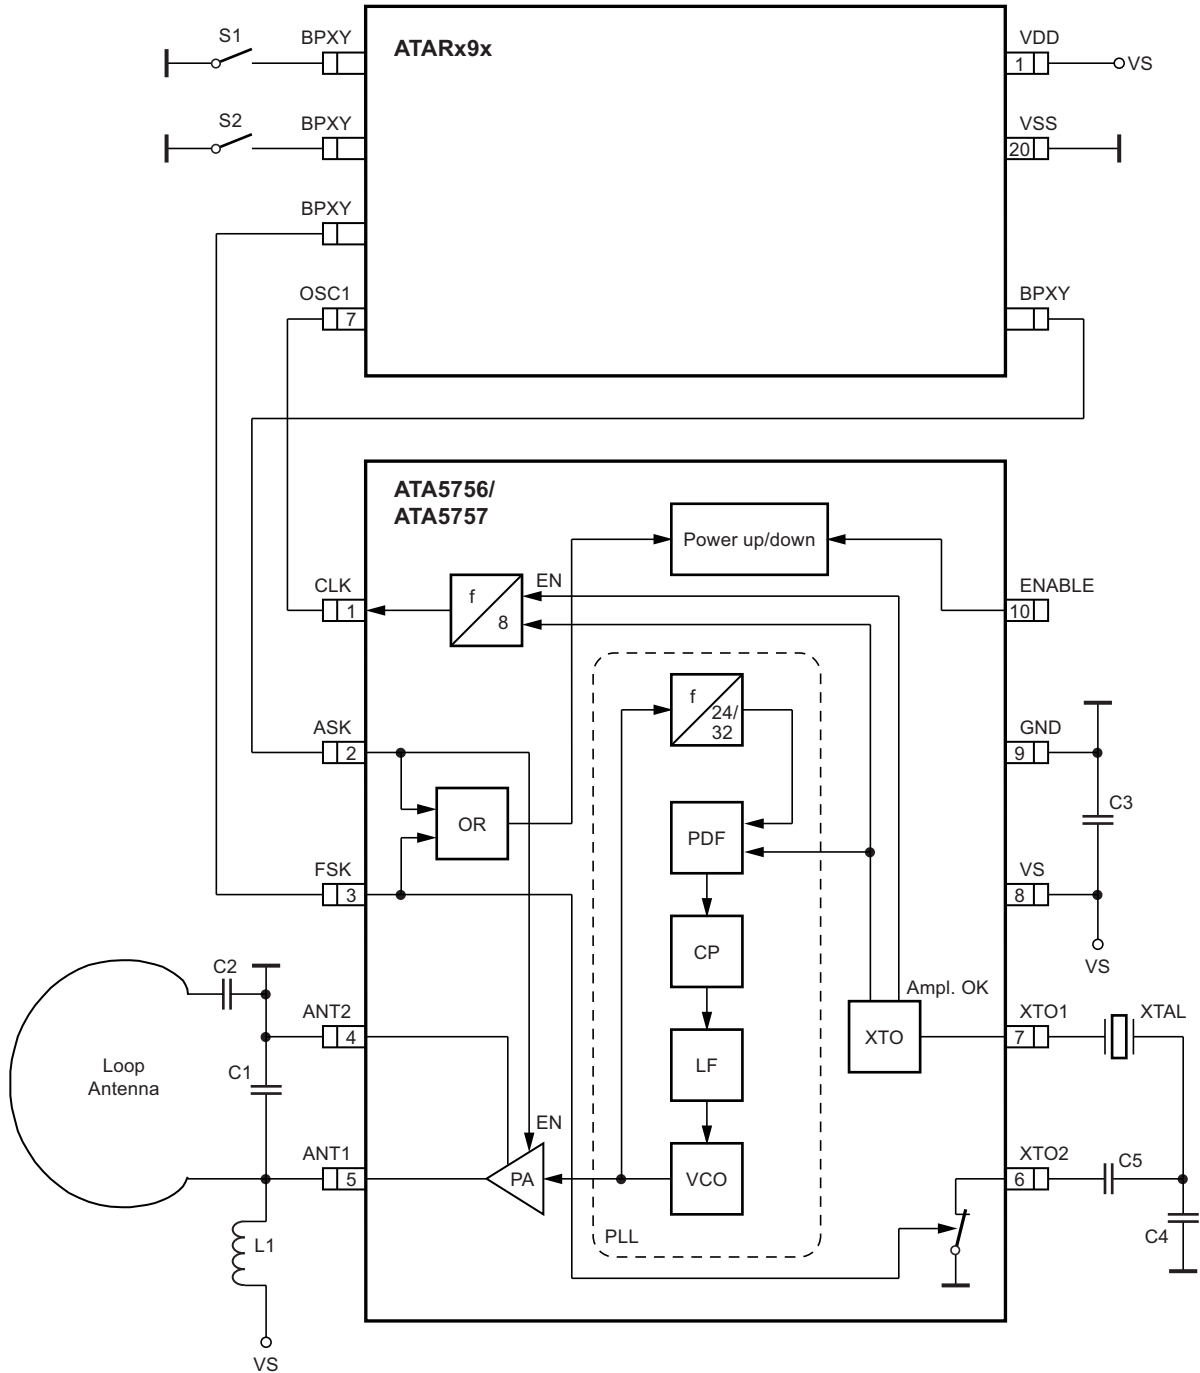 S1
BPXY
ATARx9x
VDD
1
VS
S2
BPXY
VSS
20
BPXY
OSC1
7
BPXY
ATA5756/
ATA5757
Power up/down
CLK
1
f
8
EN
ENABLE
10
f
24/
32
ASK
2
GND
9
OR
PDF
C3
FSK
3
VS
8
CP
VS
C2
Ampl. OK
ANT2
4
XTO
XTO1
7
XTAL
Loop
Antenna
C1
LF
EN
ANT1
5
PA
VCO
XTO2
6
C5
PLL
L1
C4
VS